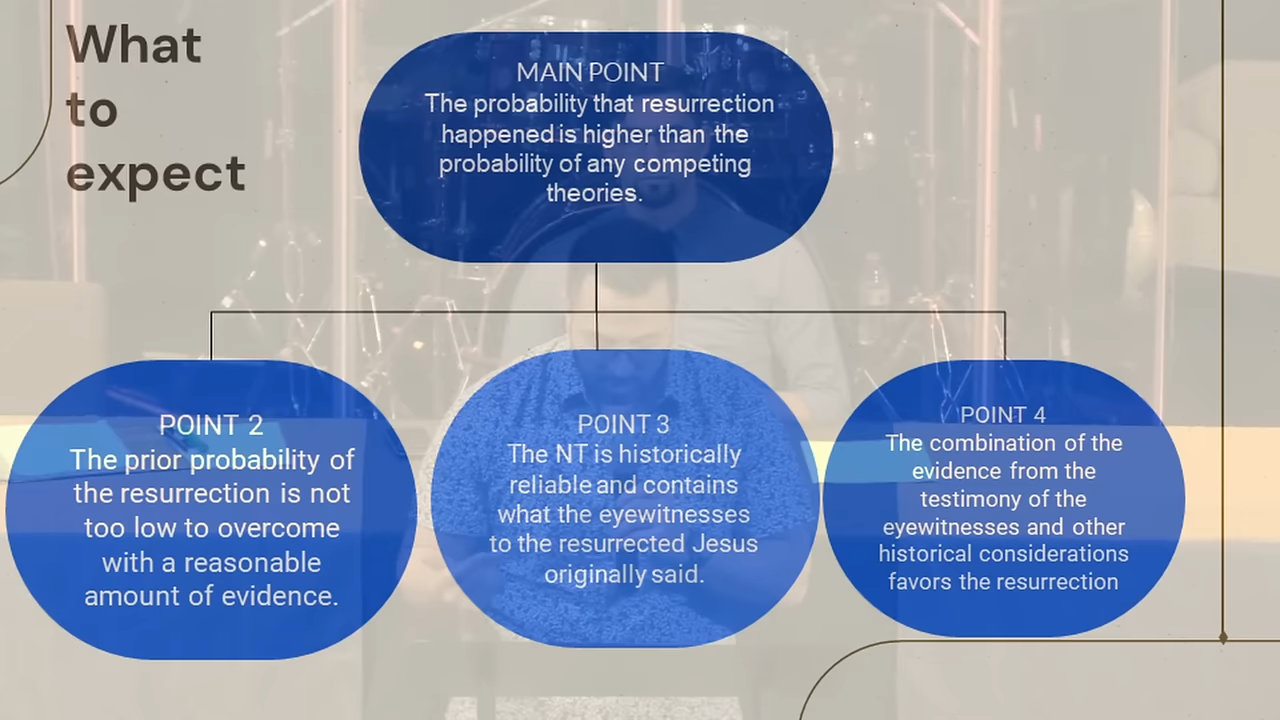 What
to
expect
MAIN POINT
The probability that resurrection
happened is higher than the
probability of any competing
theories.
POINT 2
The prior probability of
the resurrection is not
too low to overcome
with a reasonable
amount of evidence.
POINT 3
The NT is historically
reliable and contains
what the eyewitnesses
to the resurrected Jesus
originally said.
POINT 4
The combination of the
evidence from the
testimony of the
eyewitnesses and other
historical considerations
favors the resurrection